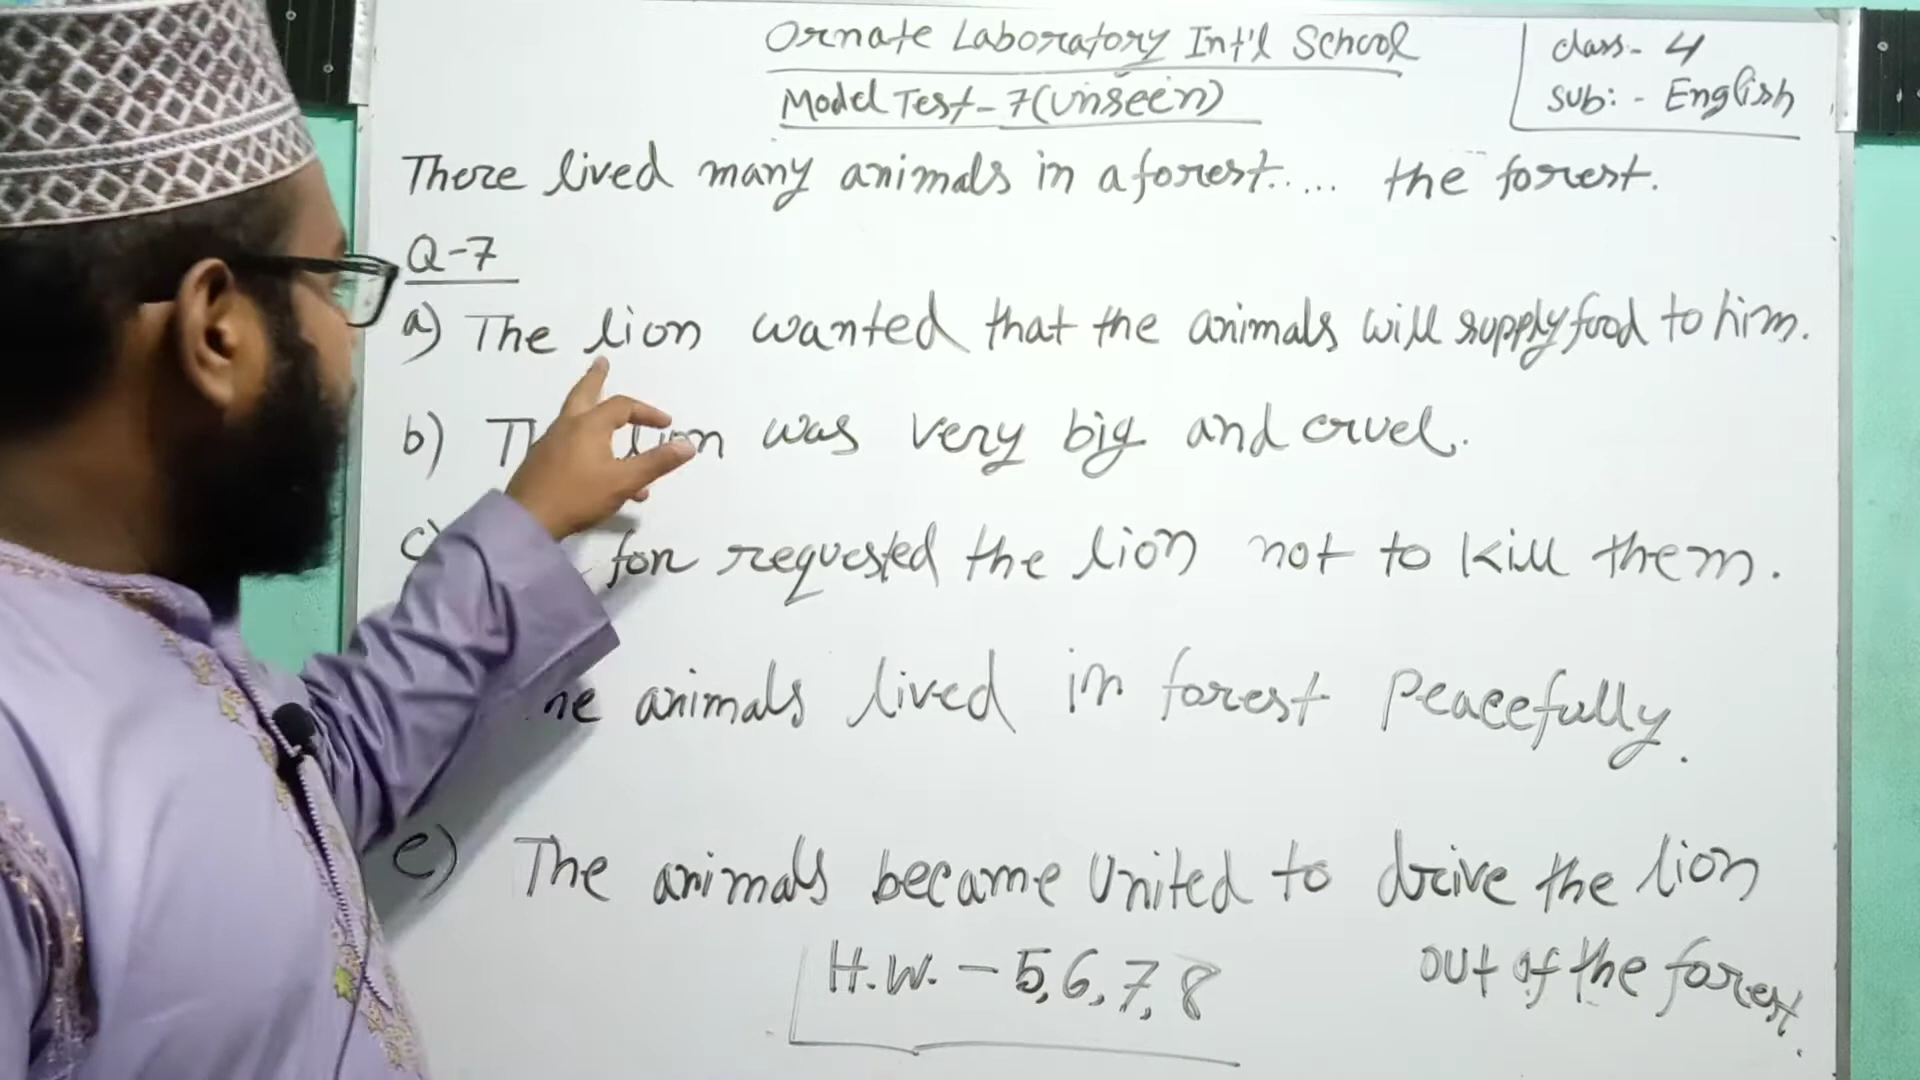 Ornate Laboratory Int'l School
Model Test-7(Unseen)
class- 4
Sub:- English
There lived many animals in a forest..... the forest.
Q-7
a) The lion wanted that the animals will supply food to him.
b) lion was very big and cruel.
c) fox requested the lion not to kill them.
animals lived in forest peacefully.
e) The animals became United to drive the lion
out of the forest.
H.W. - 5,6,7,8